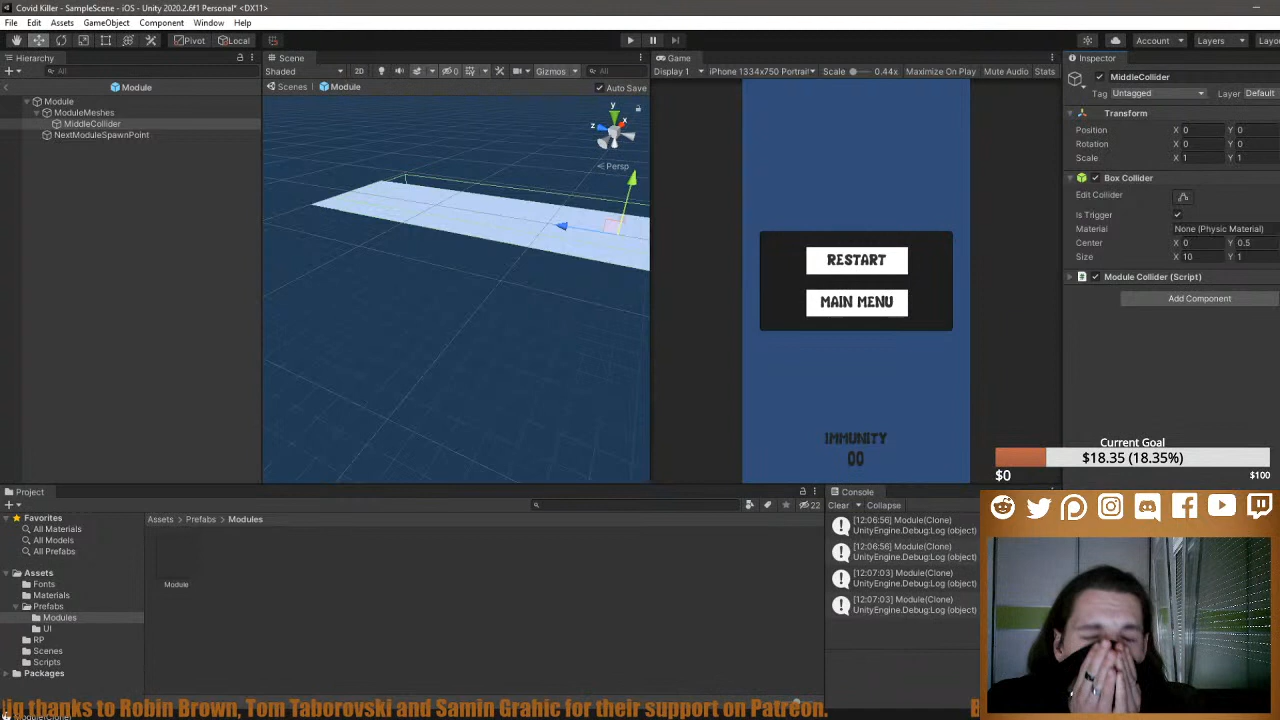 Covid Killer - SampleScene - iOS - Unity 2020.2.6f1 Personal* <DX11>
File Edit Assets GameObject Component Window Help
Pivot Local Account Layers Layou
Hierarchy
All
Module
Module
ModuleMeshes
MiddleCollider
NextModuleSpawnPoint
Scene
Shaded 2D 0 Gizmos All
Scenes Module Auto Save
y
x
z
< Persp
Game
Display 1 iPhone 1334x750 Portrait Scale 0.44x Maximize On Play Mute Audio Stats
RESTART
MAIN MENU
IMMUNITY
00
Inspector
MiddleCollider
Tag Untagged Layer Default
Transform
Position X 0 Y 0
Rotation X 0 Y 0
Scale X 1 Y 1
Box Collider
Edit Collider
Is Trigger
Material None (Physic Material)
Center X 0 Y 0.5
Size X 10 Y 1
Module Collider (Script)
Add Component
Current Goal
$18.35 (18.35%)
$0 $100
Project
22
Favorites
All Materials
All Models
All Prefabs
Assets
Fonts
Materials
Prefabs
Modules
UI
RP
Scenes
Scripts
Packages
Assets > Prefabs > Modules
Module
Console
Clear Collapse
[12:06:56] Module(Clone)
UnityEngine.Debug:Log (object)
[12:06:56] Module(Clone)
UnityEngine.Debug:Log (object)
[12:07:03] Module(Clone)
UnityEngine.Debug:Log (object)
[12:07:03] Module(Clone)
UnityEngine.Debug:Log (object)
thanks to Robin Brown, Tom Taborovski and Samin Grahic for their support on Patreon. B